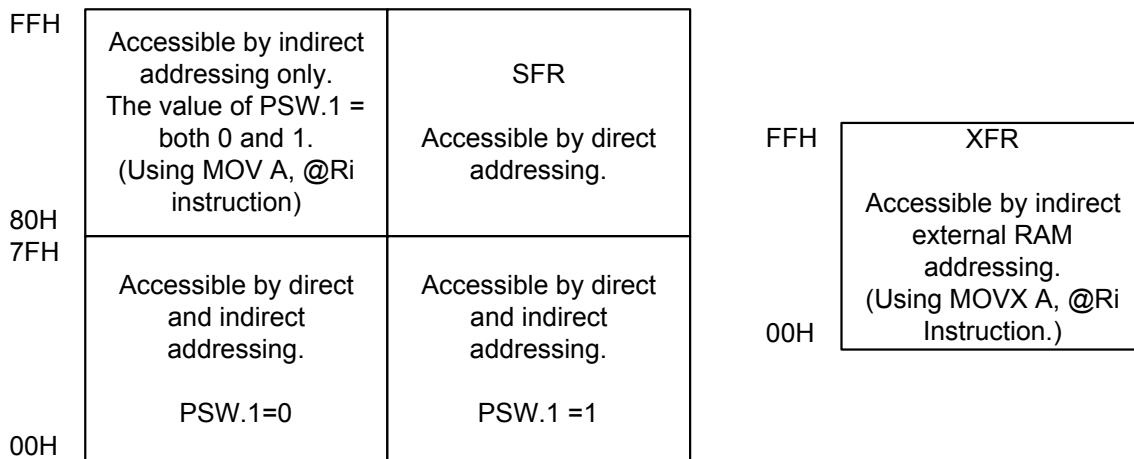 FFH
Accessible by indirect
addressing only.
The value of PSW.1 =
both 0 and 1.
(Using MOV A, @Ri
instruction)
SFR
Accessible by direct
addressing.
80H
7FH
Accessible by direct
and indirect
addressing.
PSW.1=0
Accessible by direct
and indirect
addressing.
PSW.1 =1
00H
FFH
XFR
Accessible by indirect
external RAM
addressing.
(Using MOVX A, @Ri
Instruction.)
00H